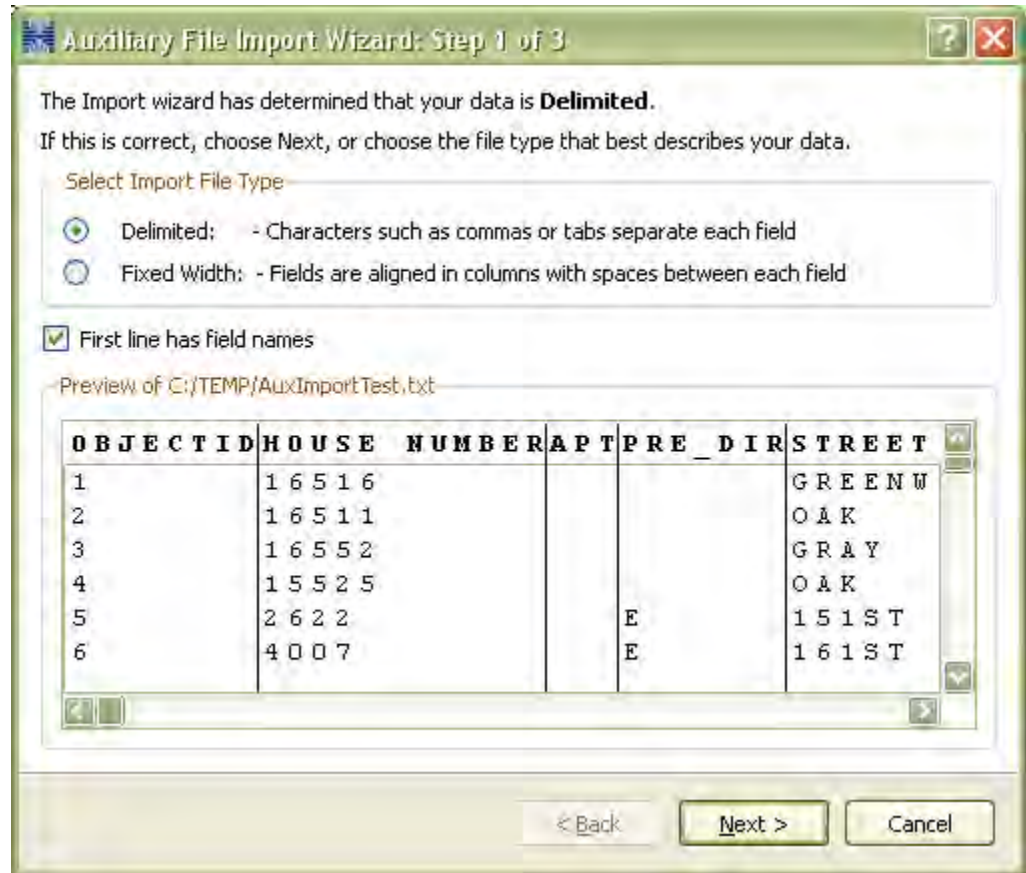 Auxiliary File Import Wizard: Step 1 of 3
The Import wizard has determined that your data is Delimited.
If this is correct, choose Next, or choose the file type that best describes your data.
Select Import File Type
Delimited: - Characters such as commas or tabs separate each field
Fixed Width: - Fields are aligned in columns with spaces between each field
First line has field names
Preview of C:/TEMP/AuxImportTest.txt
OBJECTID HOUSE NUMBER APT PRE_DIR STREET
1 16516 GREENW
2 16511 OAK
3 16552 GRAY
4 15525 OAK
5 2622 E 151ST
6 4007 E 161ST
< Back Next > Cancel